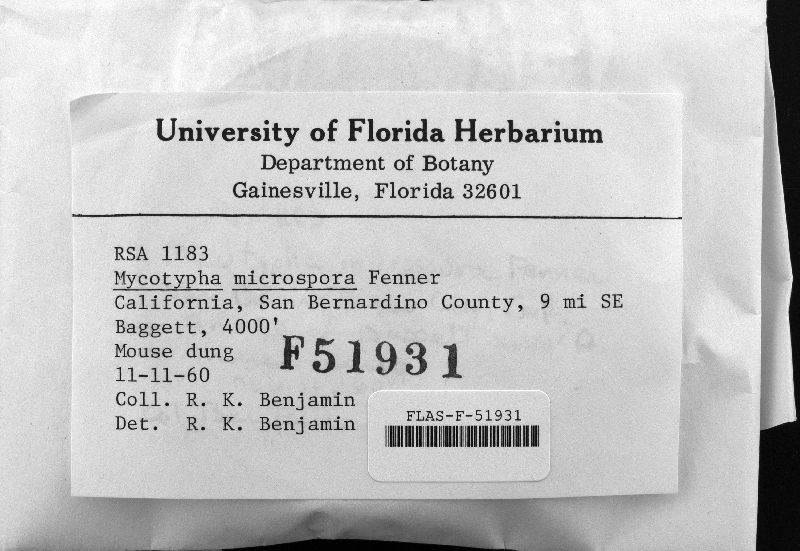 University of Florida Herbarium
Department of Botany
Gainesville, Florida 32601
RSA 1183
Mycotypha microspora Fenner
California, San Bernardino County, 9 mi SE
Baggett, 4000'
Mouse dung
11-11-60
F51931
Coll. R. K. Benjamin
Det. R. K. Benjamin
FLAS-F-51931